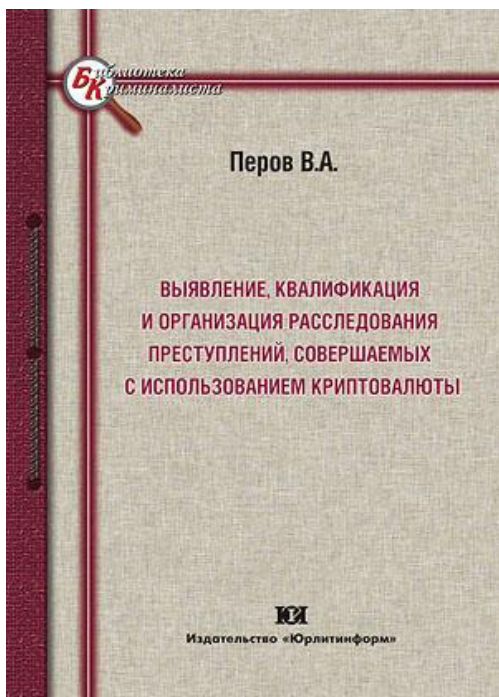 Библиотека
Криминалиста
Перов В.А.
ВЫЯВЛЕНИЕ, КВАЛИФИКАЦИЯ
И ОРГАНИЗАЦИЯ РАССЛЕДОВАНИЯ
ПРЕСТУПЛЕНИЙ, СОВЕРШАЕМЫХ
С ИСПОЛЬЗОВАНИЕМ КРИПТОВАЛЮТЫ
Издательство «Юрлитинформ»